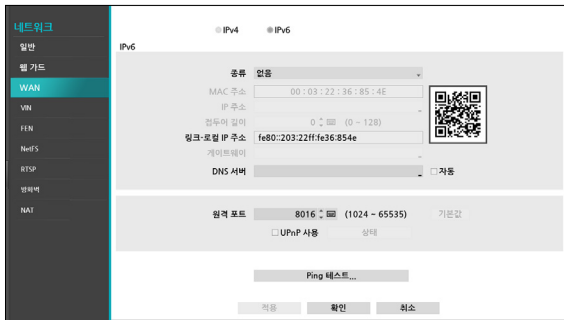 네트워크
일반
웹 가드
WAN
VIN
FEN
NetFS
RTSP
방화벽
NAT
IPv4 IPv6
IPv6
종류 없음
MAC 주소 00 : 03 : 22 : 36 : 85 : 4E
IP 주소
접두어 길이 0 (0 ~ 128)
링크-로컬 IP 주소 fe80::203:22ff:fe36:854e
게이트웨이
DNS 서버 자동
원격 포트 8016 (1024 ~ 65535) 기본값
UPnP 사용 상태
Ping 테스트...
적용 확인 취소